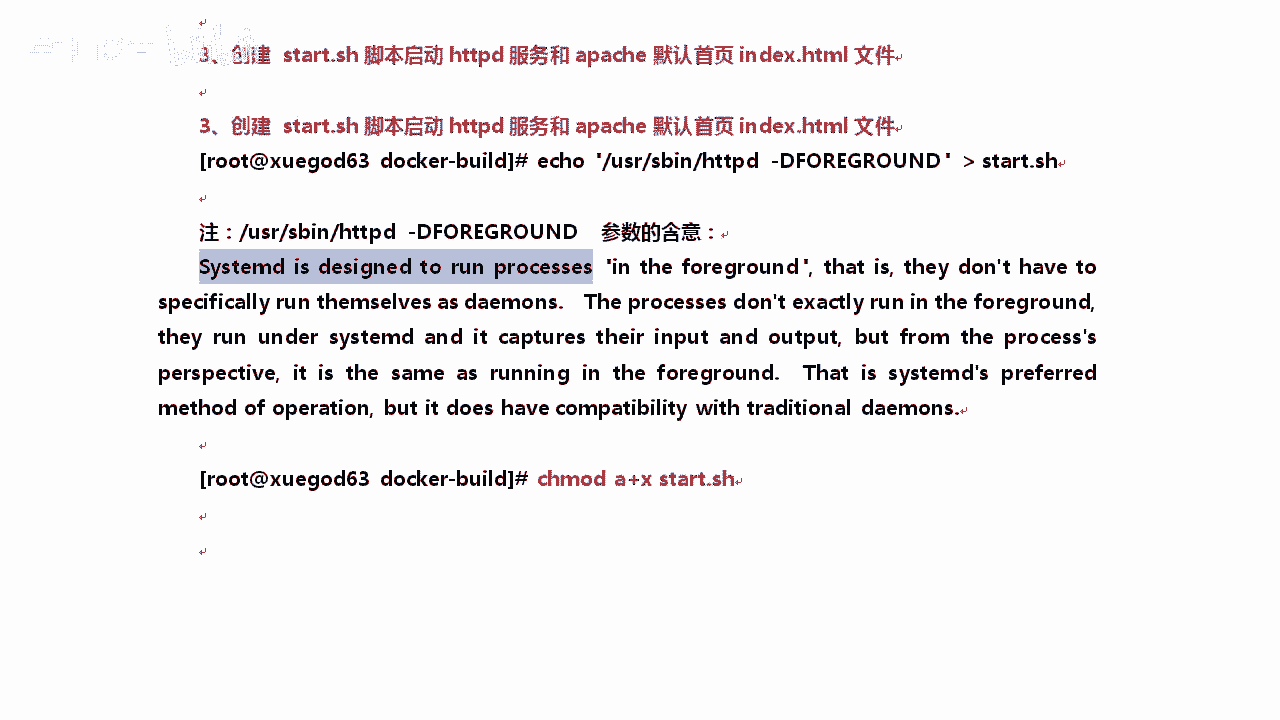 3、创建 start.sh 脚本启动 httpd 服务和 apache 默认首页 index.html 文件
3、创建 start.sh 脚本启动 httpd 服务和 apache 默认首页 index.html 文件
[root@xuegod63 docker-build]# echo '/usr/sbin/httpd -DFOREGROUND' > start.sh
注：/usr/sbin/httpd -DFOREGROUND 参数的含意：
Systemd is designed to run processes "in the foreground", that is, they don't have to
specifically run themselves as daemons. The processes don't exactly run in the foreground,
they run under systemd and it captures their input and output, but from the process's
perspective, it is the same as running in the foreground. That is systemd's preferred
method of operation, but it does have compatibility with traditional daemons.
[root@xuegod63 docker-build]# chmod a+x start.sh